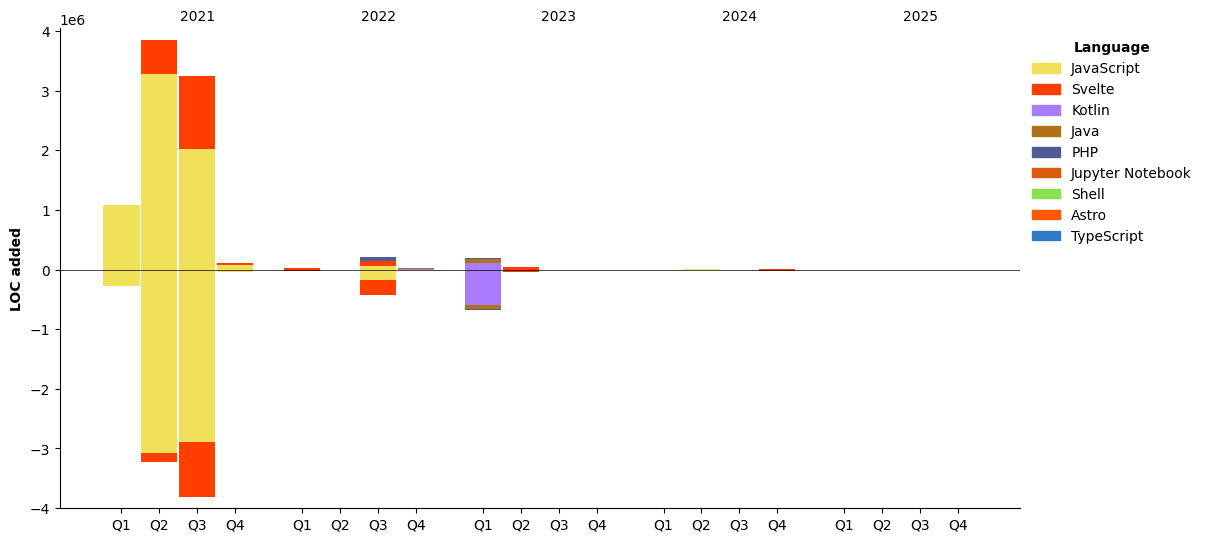 2021 2022 2023 2024 2025
1e6
4
3
2
1
0
−1
−2
−3
−4
LOC added
Q1 Q2 Q3 Q4 Q1 Q2 Q3 Q4 Q1 Q2 Q3 Q4 Q1 Q2 Q3 Q4 Q1 Q2 Q3 Q4
Language
JavaScript
Svelte
Kotlin
Java
PHP
Jupyter Notebook
Shell
Astro
TypeScript